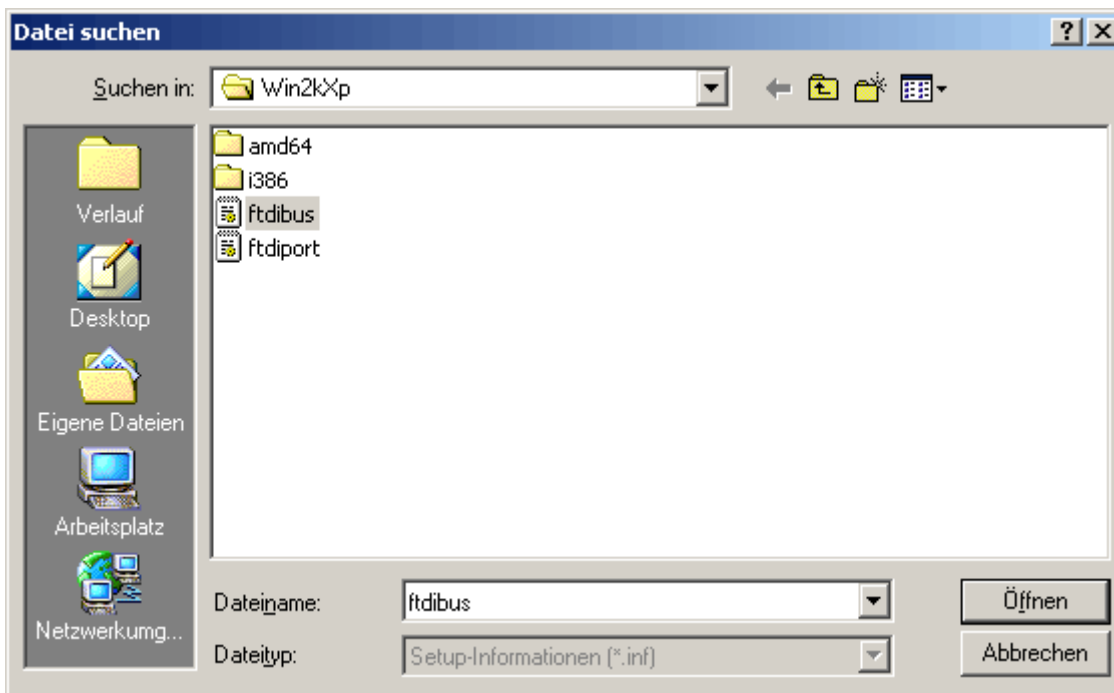 Datei suchen
Suchen in: Win2kXp
amd64
i386
ftdibus
ftdiport
Verlauf
Desktop
Eigene Dateien
Arbeitsplatz
Netzwerkumg...
Dateiname: ftdibus Öffnen
Dateityp: Setup-Informationen (*.inf) Abbrechen